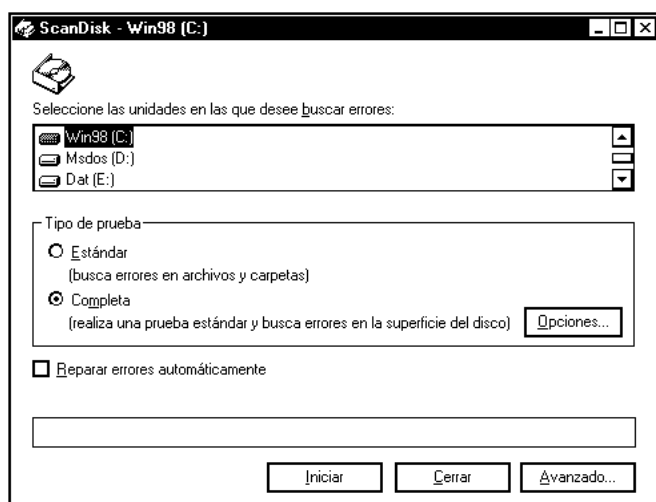 ScanDisk - Win98 (C:)
Seleccione las unidades en las que desee buscar errores:
Win98 (C:)
Msdos (D:)
Dat (E:)
Tipo de prueba
Estándar
(busca errores en archivos y carpetas)
Completa
(realiza una prueba estándar y busca errores en la superficie del disco)
Opciones...
Reparar errores automáticamente
Iniciar
Cerrar
Avanzado...